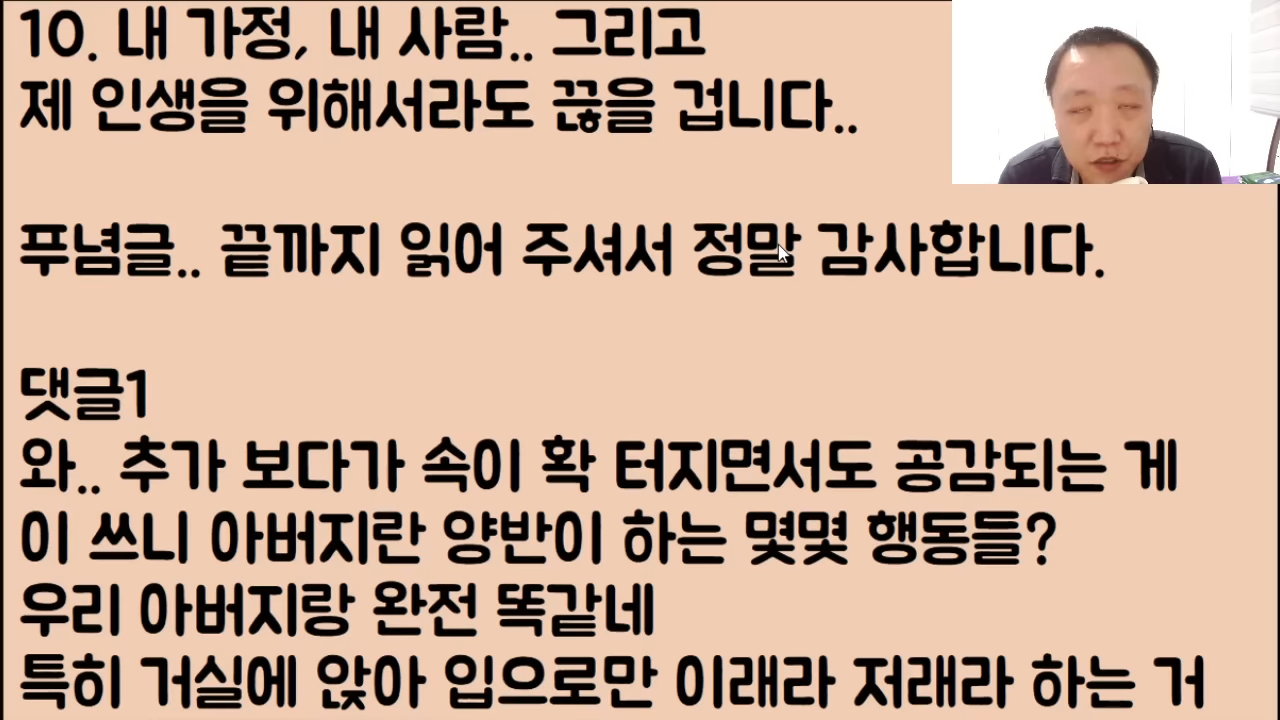 10. 내 가정, 내 사람.. 그리고
제 인생을 위해서라도 끊을 겁니다..
푸념글.. 끝까지 읽어 주셔서 정말 감사합니다.
댓글1
와.. 추가 보다가 속이 확 터지면서도 공감되는 게
이 쓰니 아버지란 양반이 하는 몇몇 행동들?
우리 아버지랑 완전 똑같네
특히 거실에 앉아 입으로만 이래라 저래라 하는 거